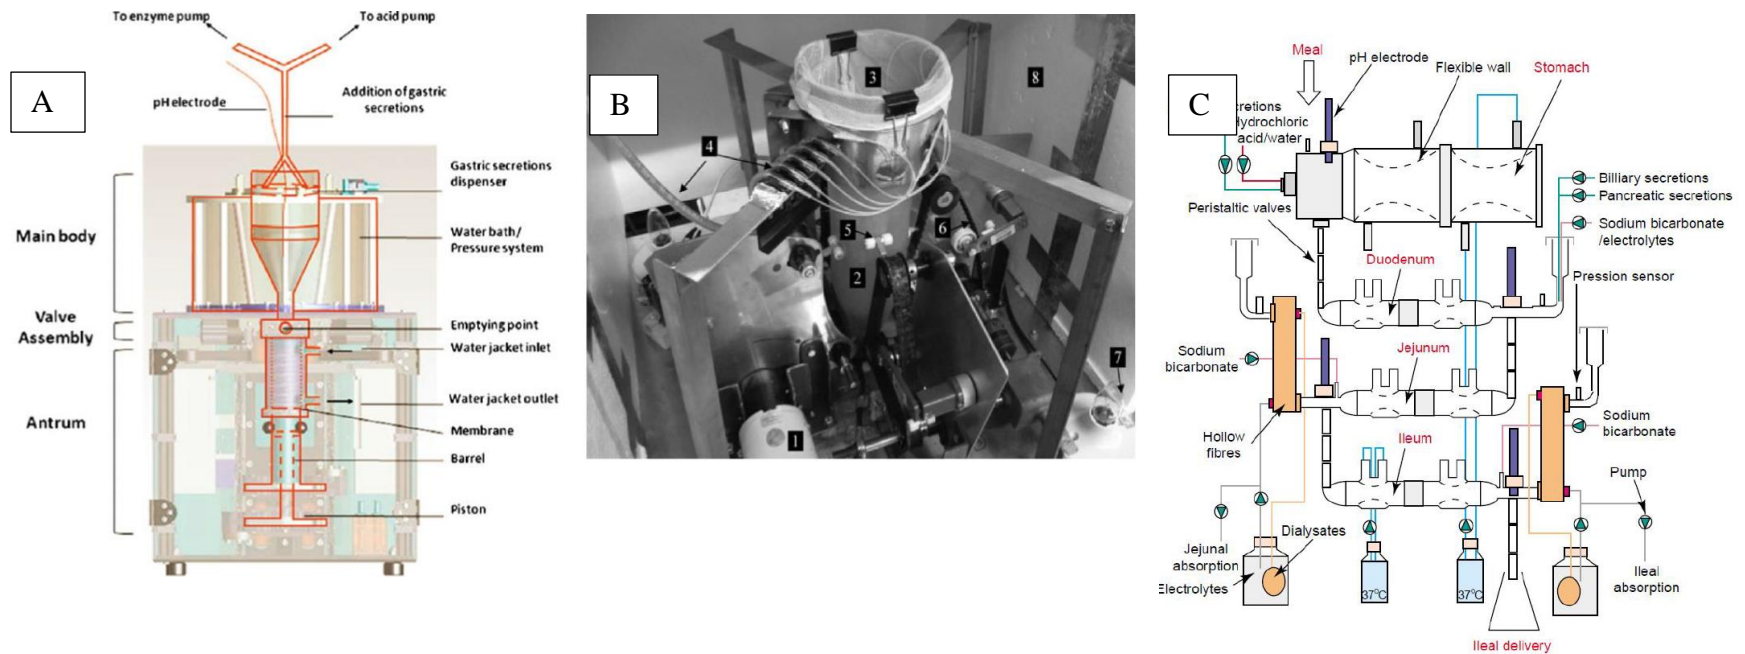 A
To enzyme pump
To acid pump
pH electrode
Addition of gastric
secretions
Gastric secretions
dispenser
Main body
Water bath/
Pressure system
Valve
Assembly
Emptying point
Water jacket inlet
Antrum
Water jacket outlet
Membrane
Barrel
Piston
B
3
8
4
5
6
2
7
1
C
Meal
pH electrode
Flexible wall
Stomach
cretions
ydrochloric
acid/water
Peristaltic valves
Billiary secretions
Pancreatic secretions
Sodium bicarbonate
/electrolytes
Duodenum
Pression sensor
Sodium
bicarbonate
Jejunum
Hollow
fibres
Ileum
Sodium
bicarbonate
Pump
Dialysates
Jejunal
absorption
Electrolytes
37°C
37°C
Ileal
absorption
Ileal delivery